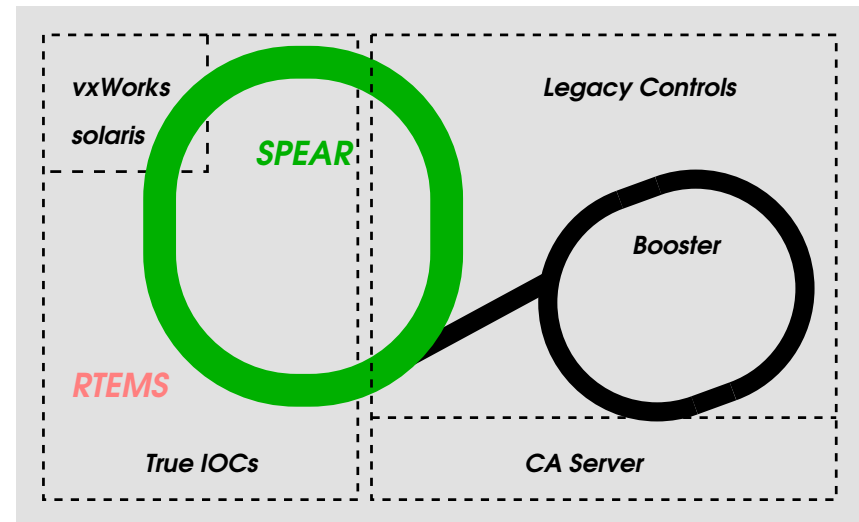 vxWorks
solaris
SPEAR
Legacy Controls
Booster
RTEMS
True IOCs
CA Server